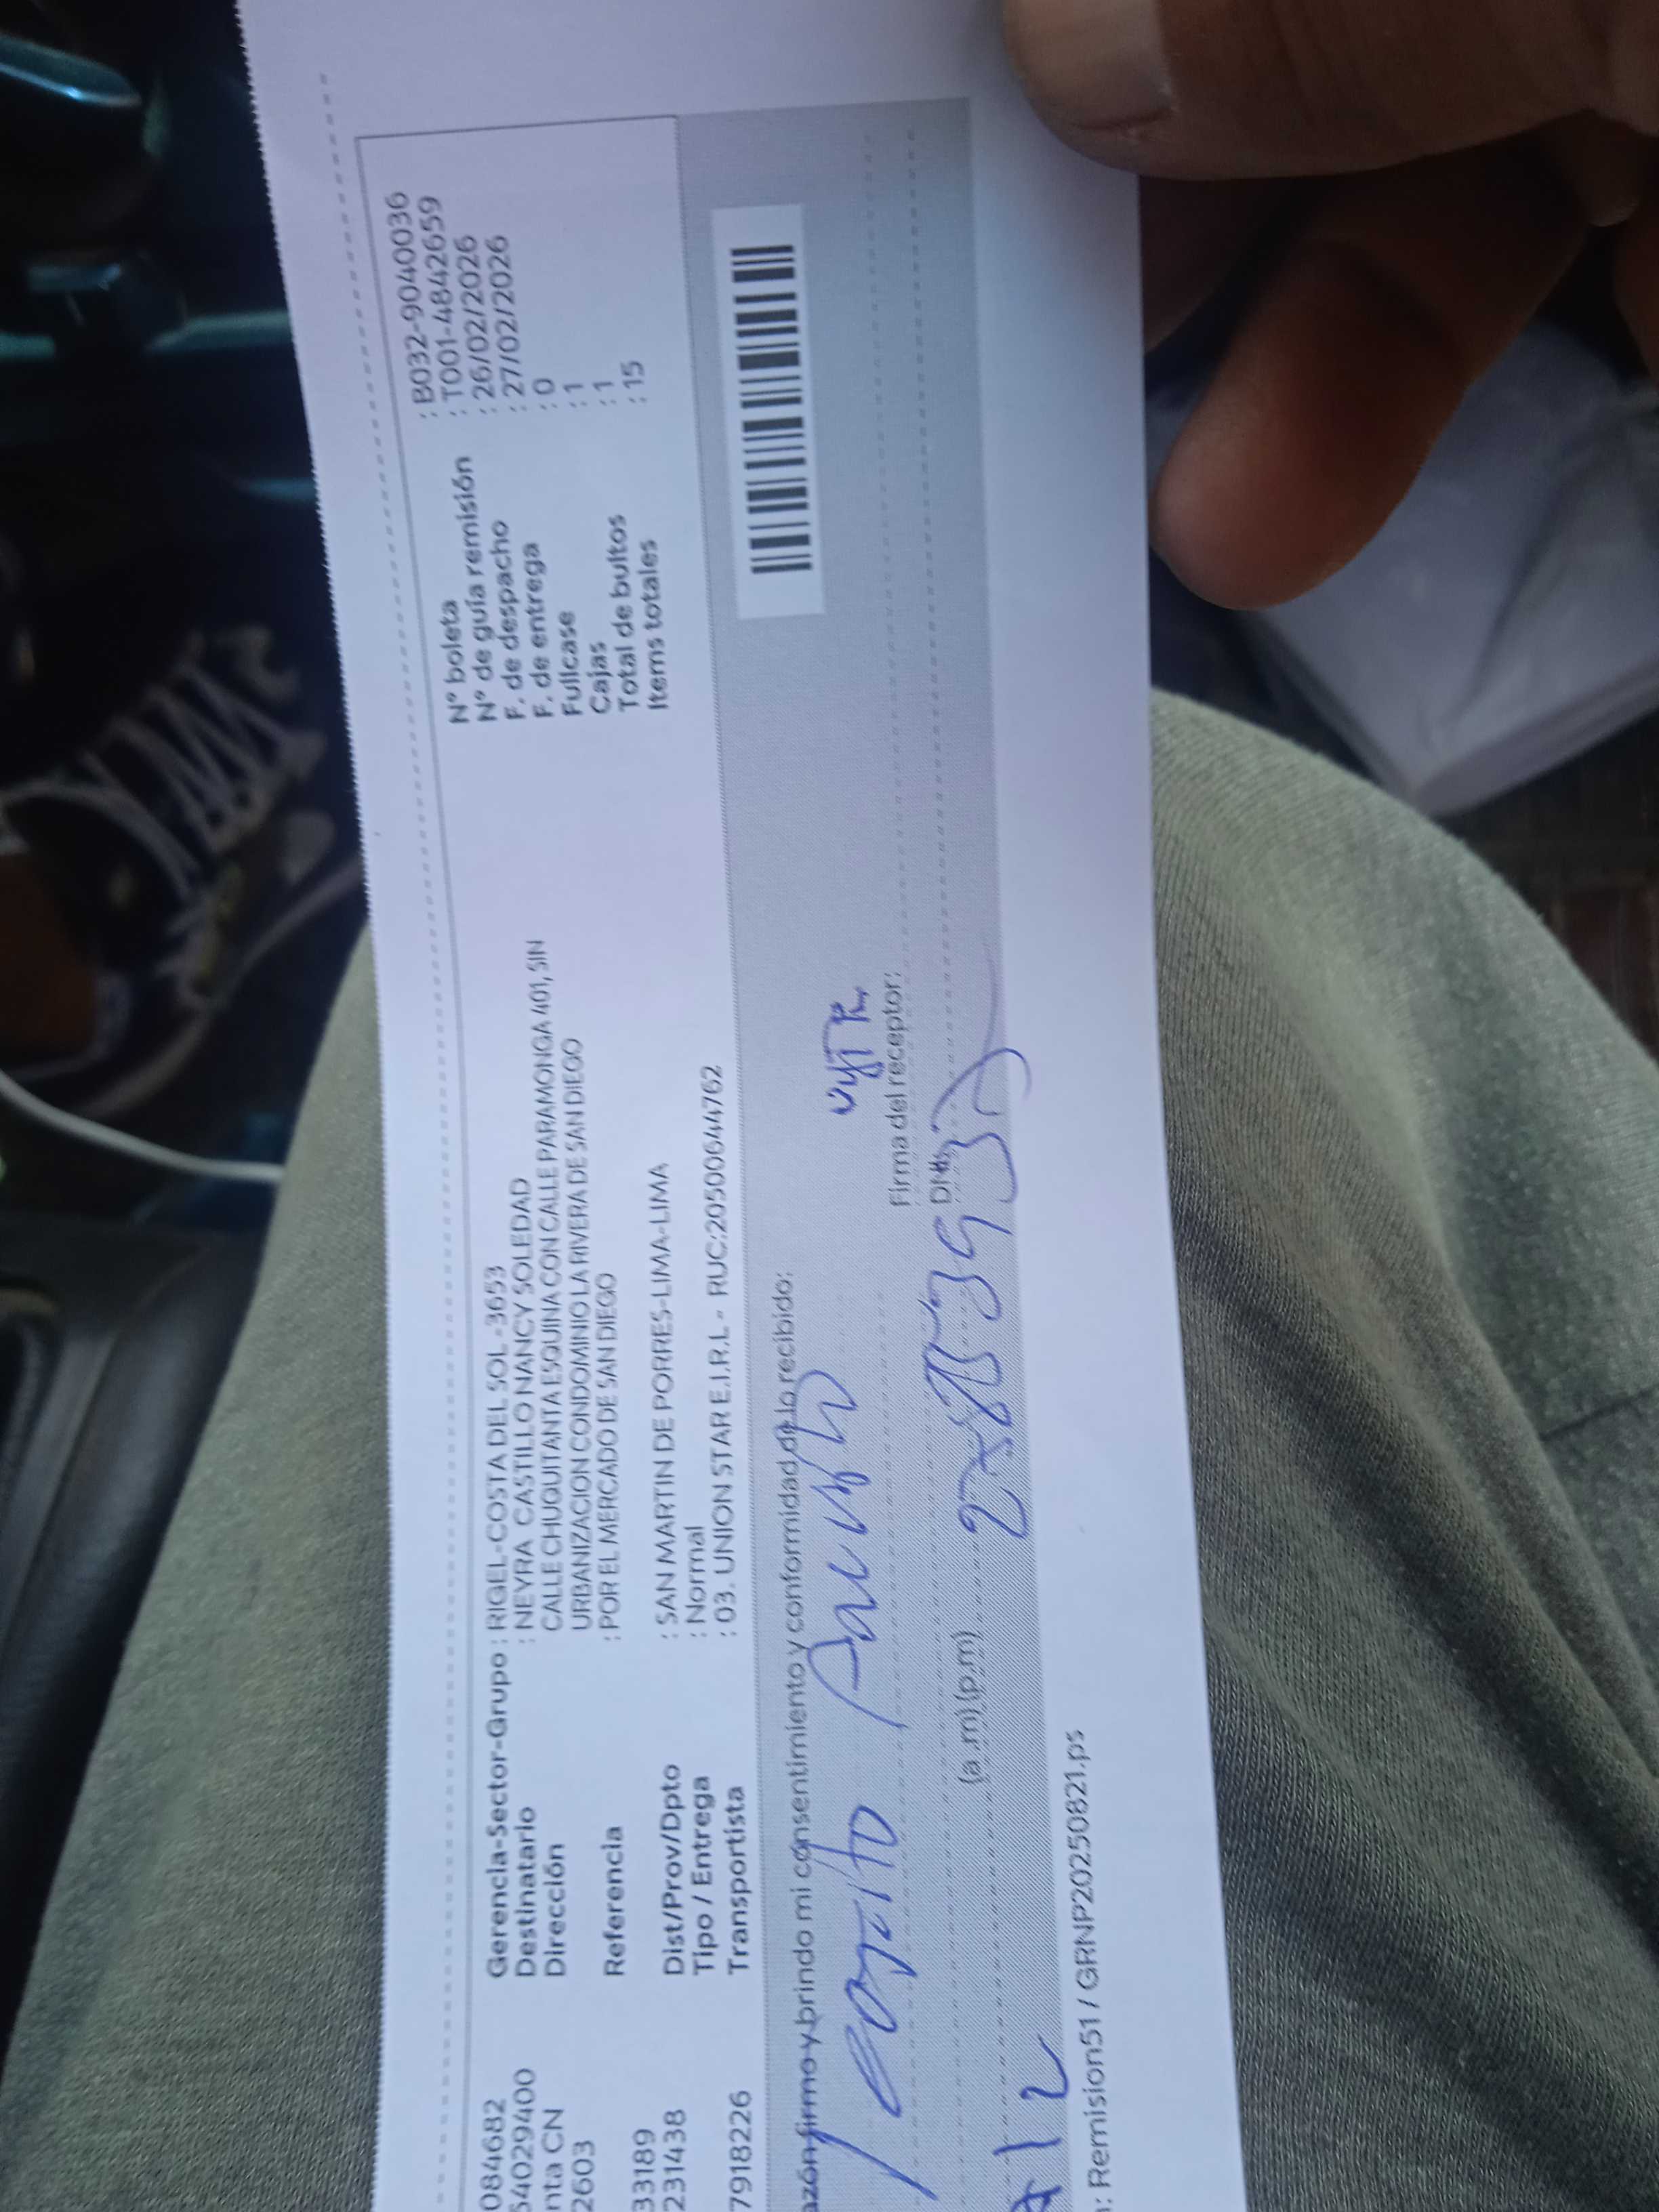 084682 Gerencia-Sector-Grupo : RIGEL-COSTA DEL SOL -3653
54029400 Destinatario : NEYRA CASTILLO NANCY SOLEDAD
nta CN Dirección CALLE CHUQUITANTA ESQUINA CON CALLE PARAMONGA 401, SIN
2603 URBANIZACION CONDOMINIO LA RIVERA DE SAN DIEGO
Referencia : POR EL MERCADO DE SAN DIEGO
33189
231438 Dist/Prov/Dpto : SAN MARTIN DE PORRES-LIMA-LIMA
Tipo / Entrega : Normal
7918226 Transportista : 03. UNION STAR E.I.R.L - RUC:20500644762
N° boleta : B032-9040036
N° de guía remisión : T001-4842659
F. de despacho : 26/02/2026
F. de entrega : 27/02/2026
Fullcase : 0
Cajas : 1
Total de bultos : 1
Items totales : 15
azón firmo y brindo mi consentimiento y conformidad de lo recibido:
Firma del receptor:
(a.m)(p.m)
: Remision51 / GRNP20250821.ps